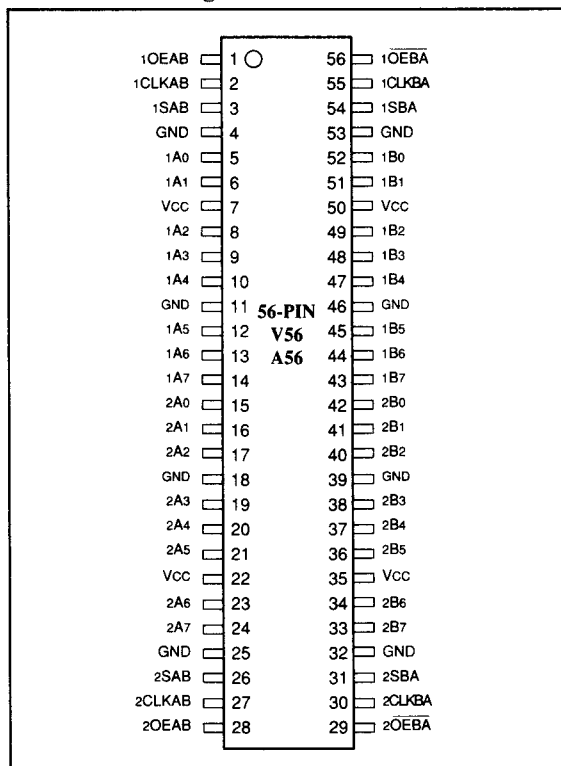 1OEAB 1 56 1O̅E̅B̅A̅
1CLKAB 2 55 1CLKBA
1SAB 3 54 1SBA
GND 4 53 GND
1A0 5 52 1B0
1A1 6 51 1B1
VCC 7 50 VCC
1A2 8 49 1B2
1A3 9 48 1B3
1A4 10 47 1B4
GND 11 56-PIN 46 GND
1A5 12 V56 45 1B5
1A6 13 A56 44 1B6
1A7 14 43 1B7
2A0 15 42 2B0
2A1 16 41 2B1
2A2 17 40 2B2
GND 18 39 GND
2A3 19 38 2B3
2A4 20 37 2B4
2A5 21 36 2B5
VCC 22 35 VCC
2A6 23 34 2B6
2A7 24 33 2B7
GND 25 32 GND
2SAB 26 31 2SBA
2CLKAB 27 30 2CLKBA
2OEAB 28 29 2O̅E̅B̅A̅